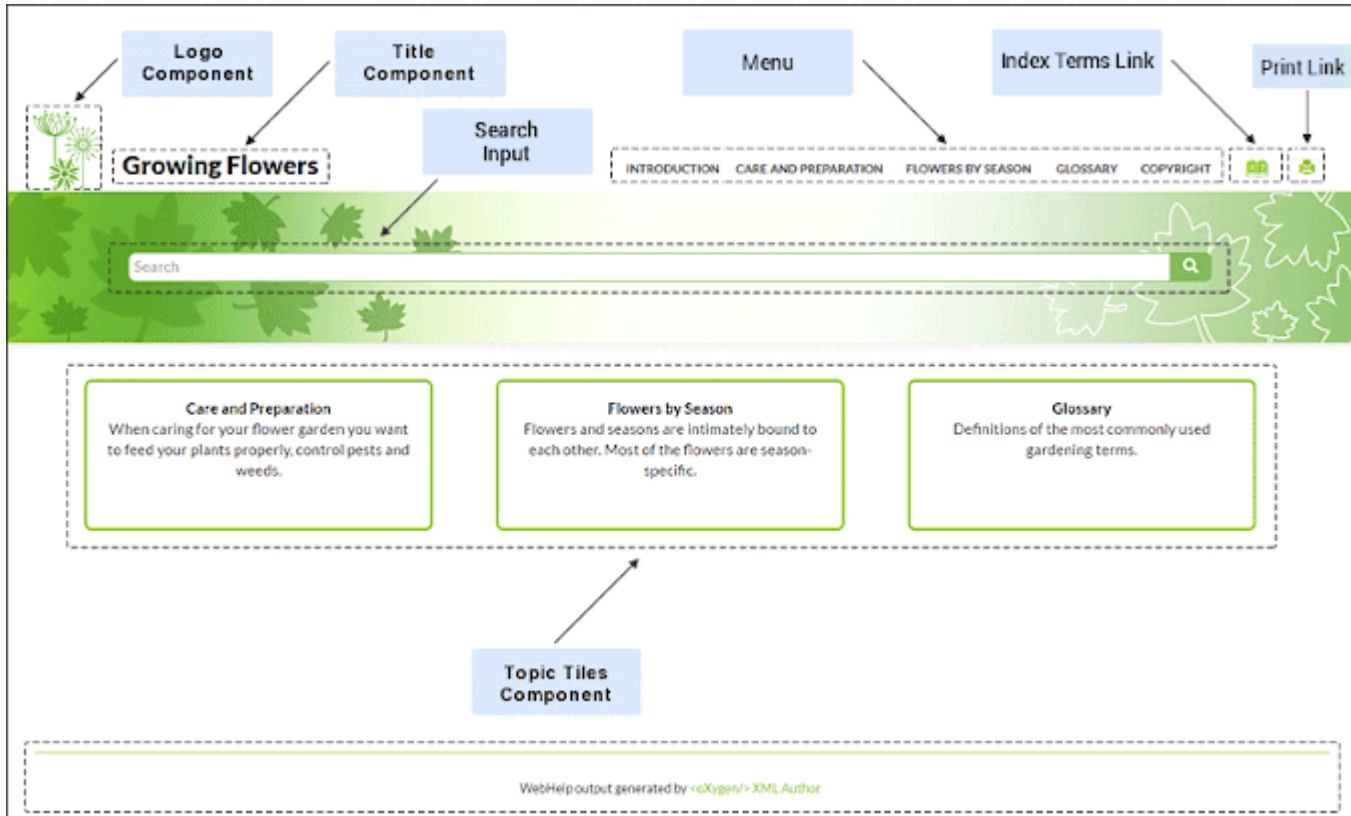 Logo
Component
Title
Component
Menu
Index Terms Link
Print Link
Search
Input
Growing Flowers
INTRODUCTION CARE AND PREPARATION FLOWERS BY SEASON GLOSSARY COPYRIGHT
Search
Care and Preparation
When caring for your flower garden you want
to feed your plants properly, control pests and
weeds.
Flowers by Season
Flowers and seasons are intimately bound to
each other. Most of the flowers are season-
specific.
Glossary
Definitions of the most commonly used
gardening terms.
Topic Tiles
Component
WebHelp output generated by <oXygen/> XML Author